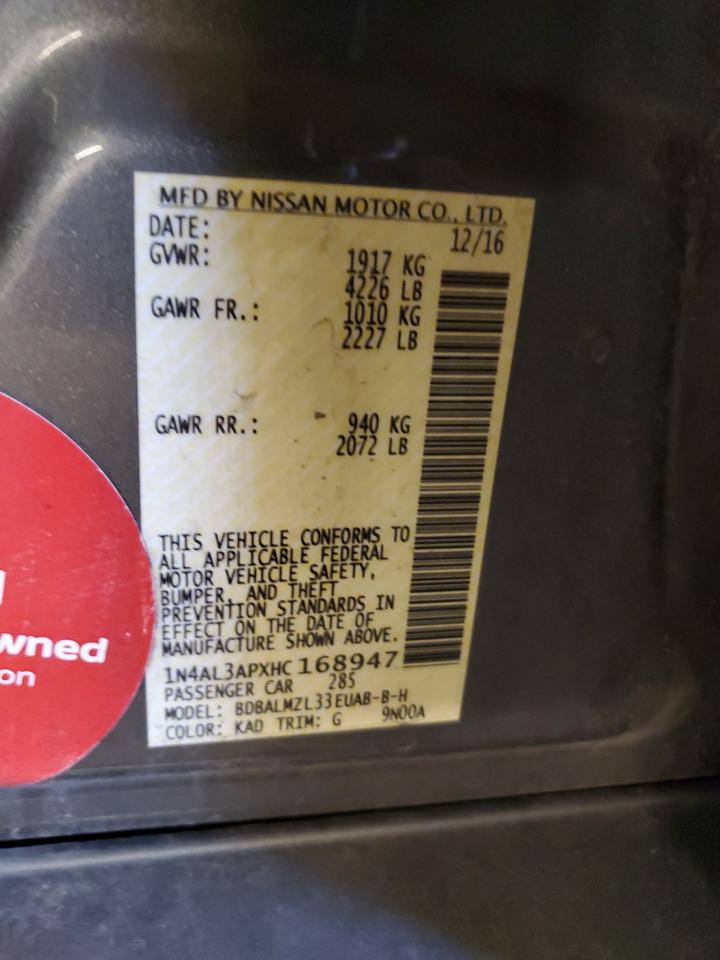 MFD BY NISSAN MOTOR CO., LTD.
DATE: 12/16
GVWR: 1917 KG
4226 LB
GAWR FR.: 1010 KG
2227 LB
GAWR RR.: 940 KG
2072 LB
THIS VEHICLE CONFORMS TO
ALL APPLICABLE FEDERAL
MOTOR VEHICLE SAFETY,
BUMPER, AND THEFT
PREVENTION STANDARDS IN
EFFECT ON THE DATE OF
MANUFACTURE SHOWN ABOVE.
1N4AL3APXHC168947
PASSENGER CAR 285
MODEL: BDBALMZL33EUAB-B-H
COLOR: KAD TRIM: G 9N00A
wned
on